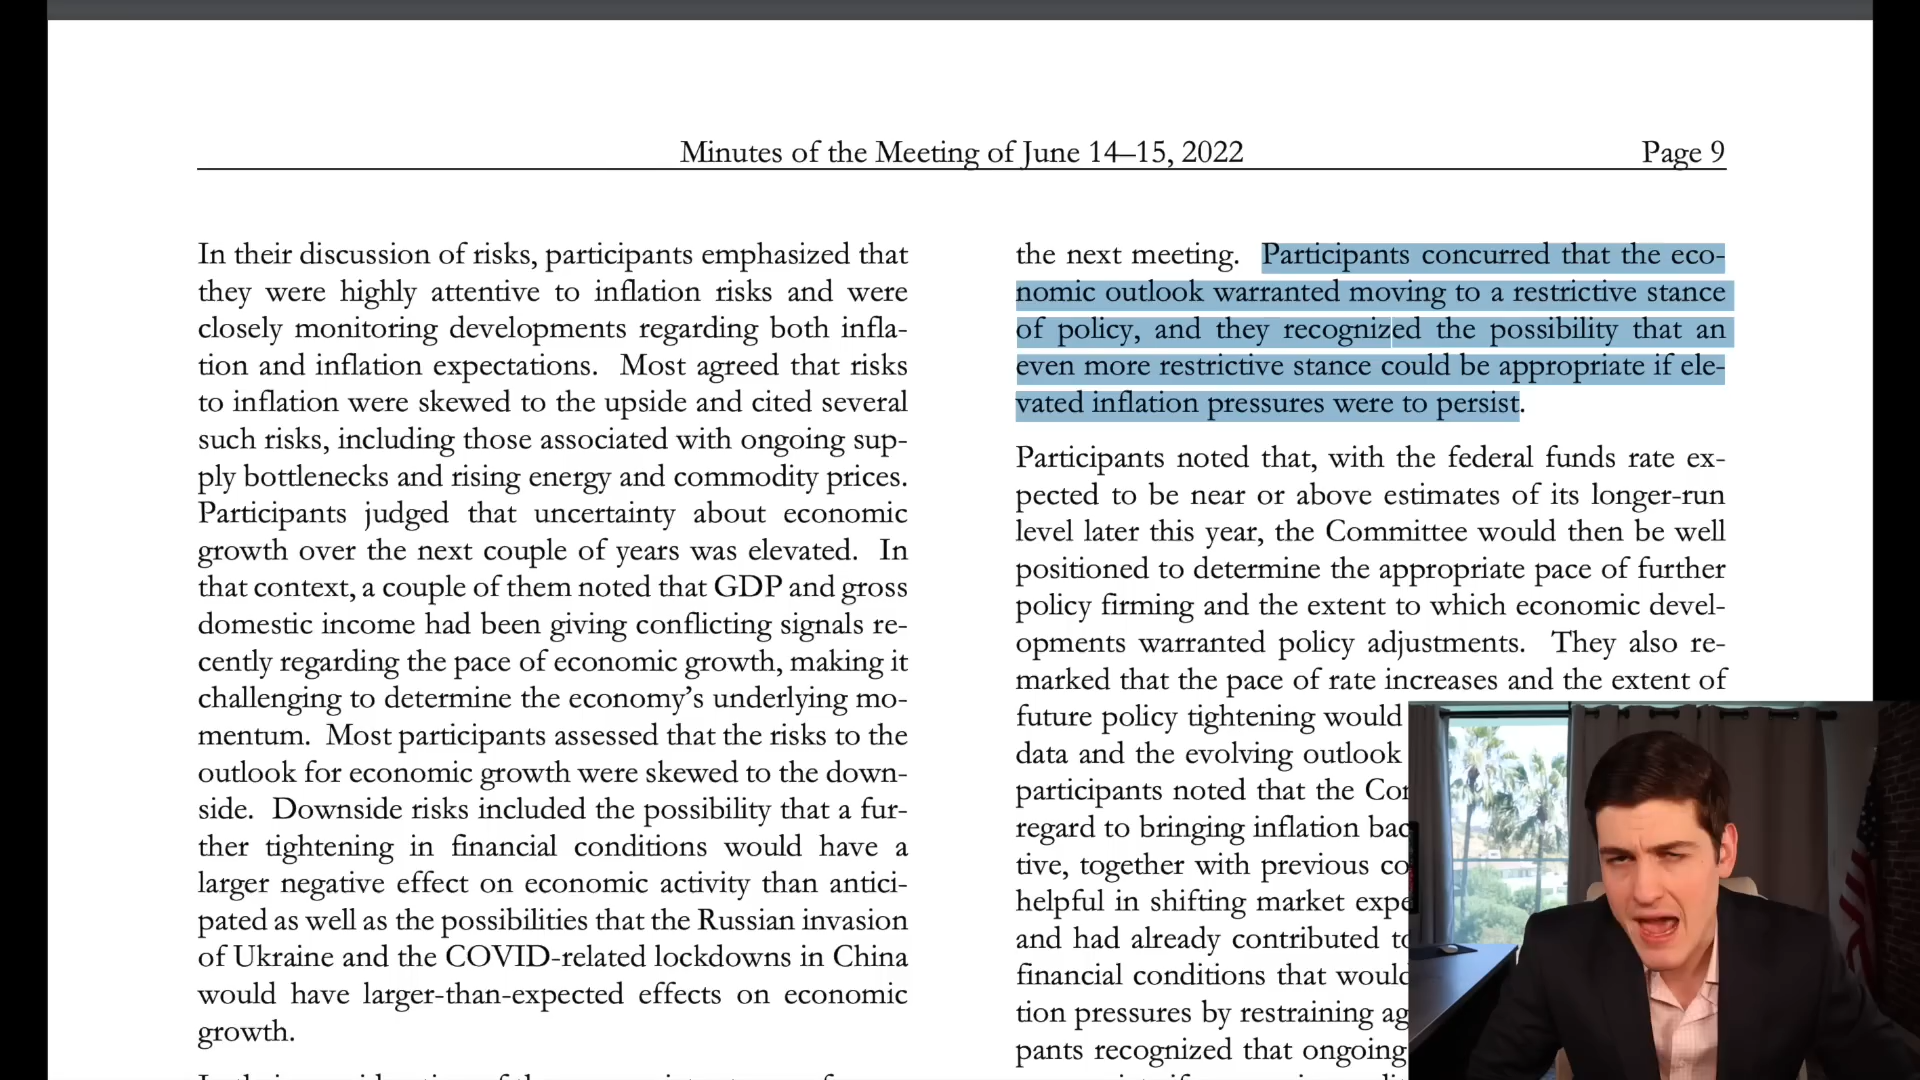 Minutes of the Meeting of June 14–15, 2022 Page 9
In their discussion of risks, participants emphasized that
they were highly attentive to inflation risks and were
closely monitoring developments regarding both infla-
tion and inflation expectations. Most agreed that risks
to inflation were skewed to the upside and cited several
such risks, including those associated with ongoing sup-
ply bottlenecks and rising energy and commodity prices.
Participants judged that uncertainty about economic
growth over the next couple of years was elevated. In
that context, a couple of them noted that GDP and gross
domestic income had been giving conflicting signals re-
cently regarding the pace of economic growth, making it
challenging to determine the economy's underlying mo-
mentum. Most participants assessed that the risks to the
outlook for economic growth were skewed to the down-
side. Downside risks included the possibility that a fur-
ther tightening in financial conditions would have a
larger negative effect on economic activity than antici-
pated as well as the possibilities that the Russian invasion
of Ukraine and the COVID-related lockdowns in China
would have larger-than-expected effects on economic
growth.
the next meeting. Participants concurred that the eco-
nomic outlook warranted moving to a restrictive stance
of policy, and they recognized the possibility that an
even more restrictive stance could be appropriate if ele-
vated inflation pressures were to persist.
Participants noted that, with the federal funds rate ex-
pected to be near or above estimates of its longer-run
level later this year, the Committee would then be well
positioned to determine the appropriate pace of further
policy firming and the extent to which economic devel-
opments warranted policy adjustments. They also re-
marked that the pace of rate increases and the extent of
future policy tightening would
data and the evolving outlook
participants noted that the
regard to bringing inflation
tive, together with previous
helpful in shifting market
and had already contributed
financial conditions that would
tion pressures by restraining
pants recognized that ongoing